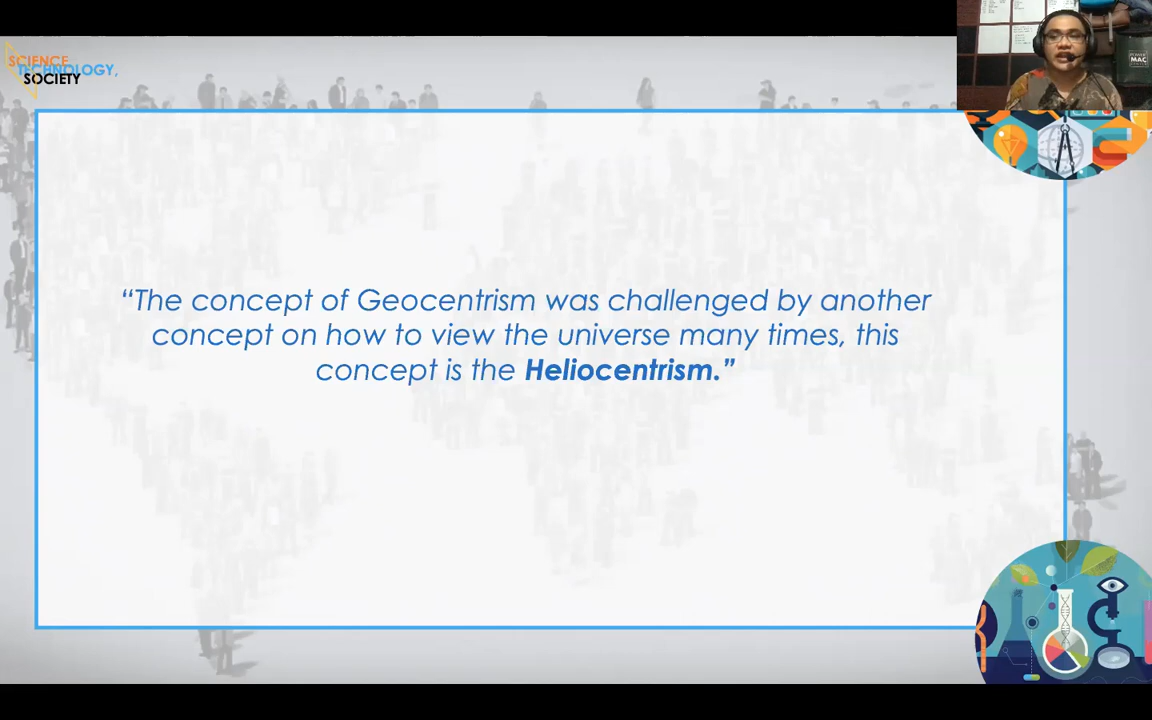 SCIENCE,
TECHNOLOGY,
SOCIETY
MAC
“The concept of Geocentrism was challenged by another
concept on how to view the universe many times, this
concept is the Heliocentrism.”